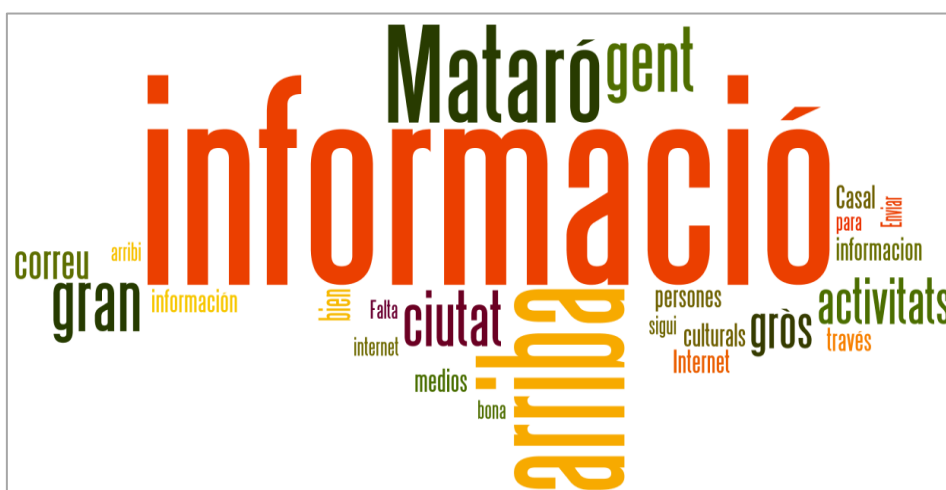 Mataró
gent
informació
Casal
para
Enviar
informacion
correu
arribi
gran
información
bien
Falta
ciutat
internet
medios
bona
arriba
persones
sigui
culturals
Internet
gròs
activitats
través